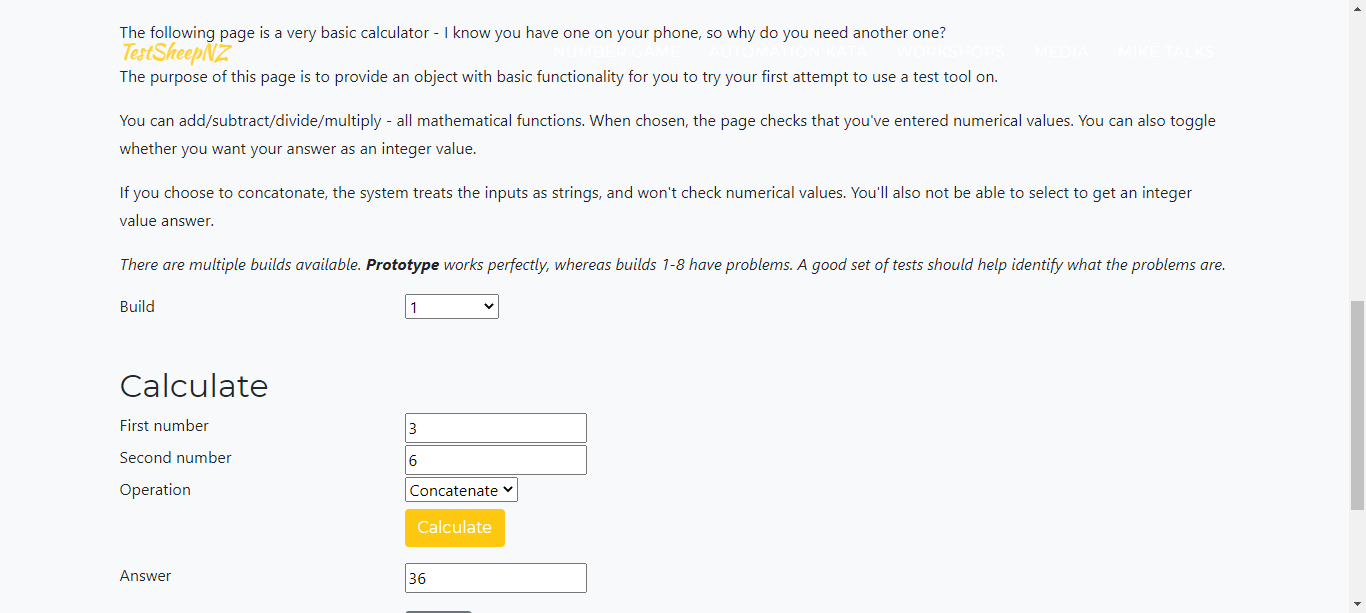 The following page is a very basic calculator - I know you have one on your phone, so why do you need another one?
TestSheepNZ NUMBER GAME AUTOMATION BETA WORKSHOPS MEDIA MIKE TALKS
The purpose of this page is to provide an object with basic functionality for you to try your first attempt to use a test tool on.
You can add/subtract/divide/multiply - all mathematical functions. When chosen, the page checks that you've entered numerical values. You can also toggle
whether you want your answer as an integer value.
If you choose to concatonate, the system treats the inputs as strings, and won't check numerical values. You'll also not be able to select to get an integer
value answer.
There are multiple builds available. Prototype works perfectly, whereas builds 1-8 have problems. A good set of tests should help identify what the problems are.
Build 1
Calculate
First number 3
Second number 6
Operation Concatenate
Calculate
Answer 36